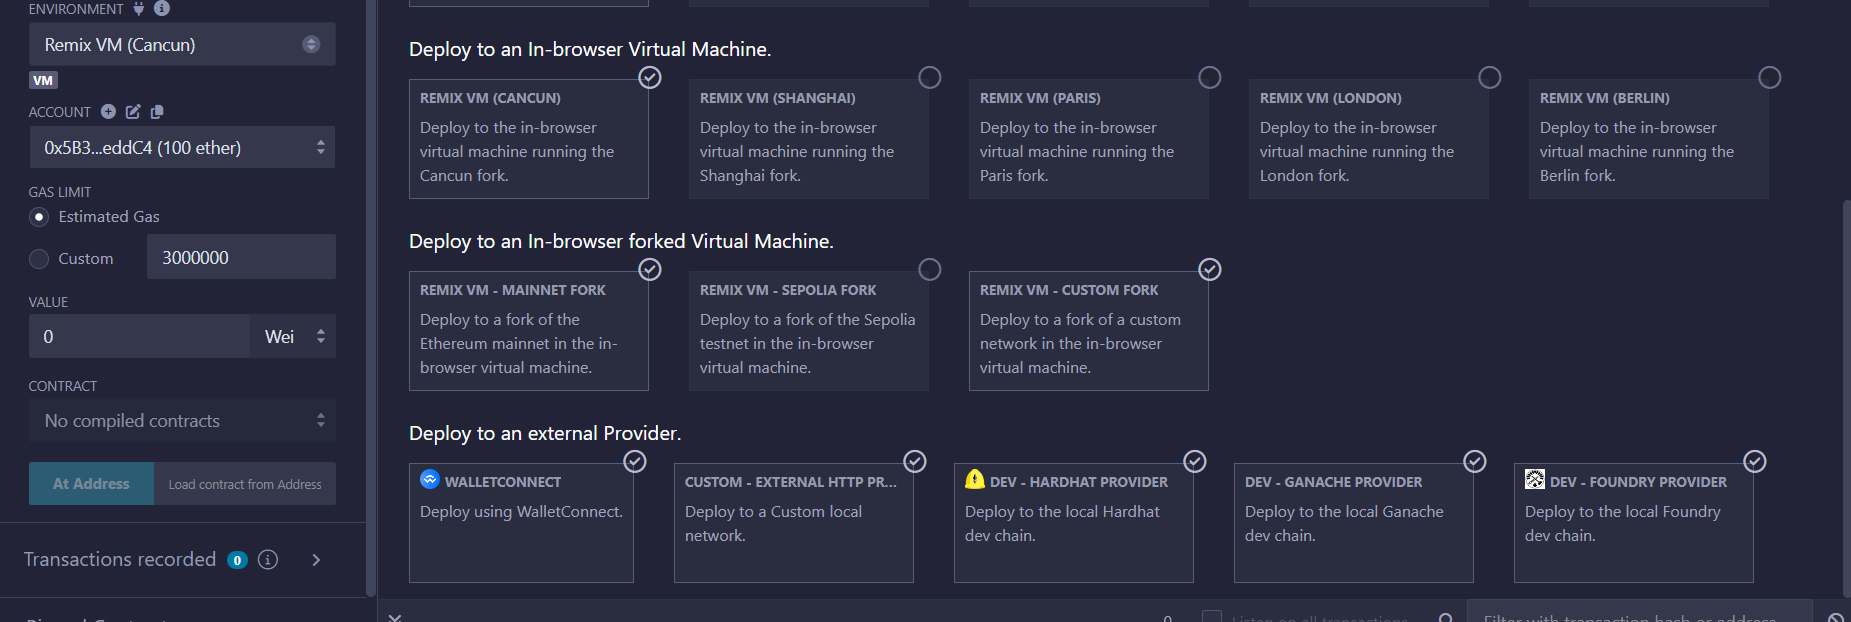 ENVIRONMENT
Remix VM (Cancun)
VM
ACCOUNT
0x5B3...eddC4 (100 ether)
GAS LIMIT
Estimated Gas
Custom
3000000
VALUE
0
Wei
CONTRACT
No compiled contracts
At Address
Load contract from Address
Transactions recorded 0
Deploy to an In-browser Virtual Machine.
REMIX VM (CANCUN)
Deploy to the in-browser
virtual machine running the
Cancun fork.
REMIX VM (SHANGHAI)
Deploy to the in-browser
virtual machine running the
Shanghai fork.
REMIX VM (PARIS)
Deploy to the in-browser
virtual machine running the
Paris fork.
REMIX VM (LONDON)
Deploy to the in-browser
virtual machine running the
London fork.
REMIX VM (BERLIN)
Deploy to the in-browser
virtual machine running the
Berlin fork.
Deploy to an In-browser forked Virtual Machine.
REMIX VM - MAINNET FORK
Deploy to a fork of the
Ethereum mainnet in the in-
browser virtual machine.
REMIX VM - SEPOLIA FORK
Deploy to a fork of the Sepolia
testnet in the in-browser
virtual machine.
REMIX VM - CUSTOM FORK
Deploy to a fork of a custom
network in the in-browser
virtual machine.
Deploy to an external Provider.
WALLETCONNECT
Deploy using WalletConnect.
CUSTOM - EXTERNAL HTTP PR...
Deploy to a Custom local
network.
DEV - HARDHAT PROVIDER
Deploy to the local Hardhat
dev chain.
DEV - GANACHE PROVIDER
Deploy to the local Ganache
dev chain.
DEV - FOUNDRY PROVIDER
Deploy to the local Foundry
dev chain.
0
Listen on all transactions
Filter with transaction hash or address